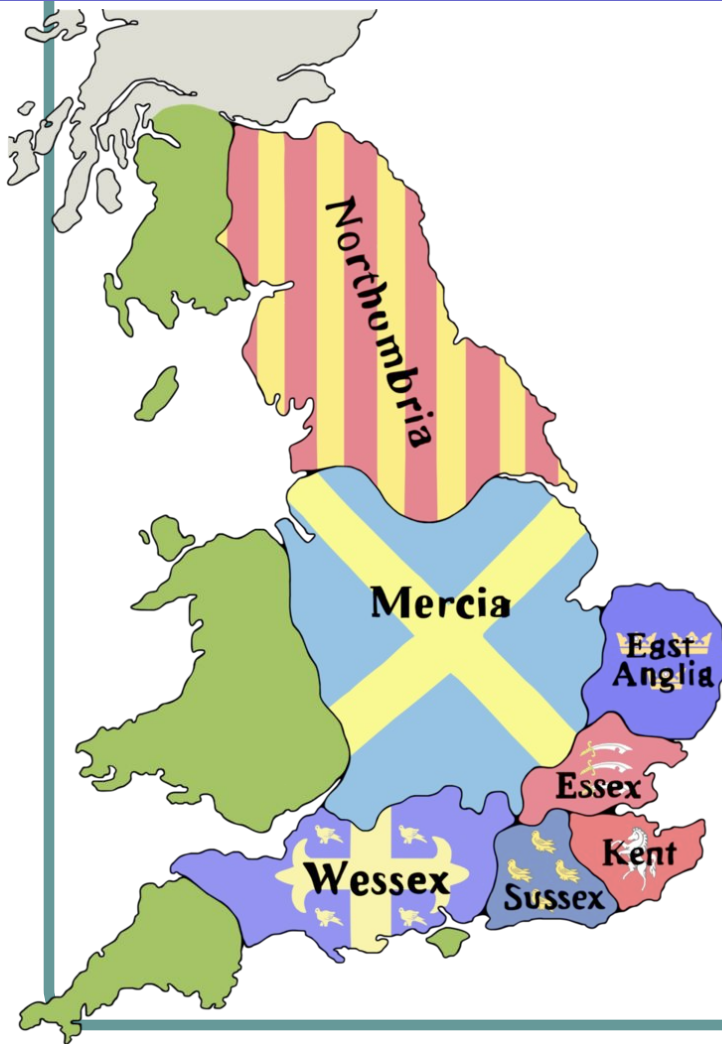 Northumbria
Mercia
East
Anglia
Essex
Kent
Wessex
Sussex